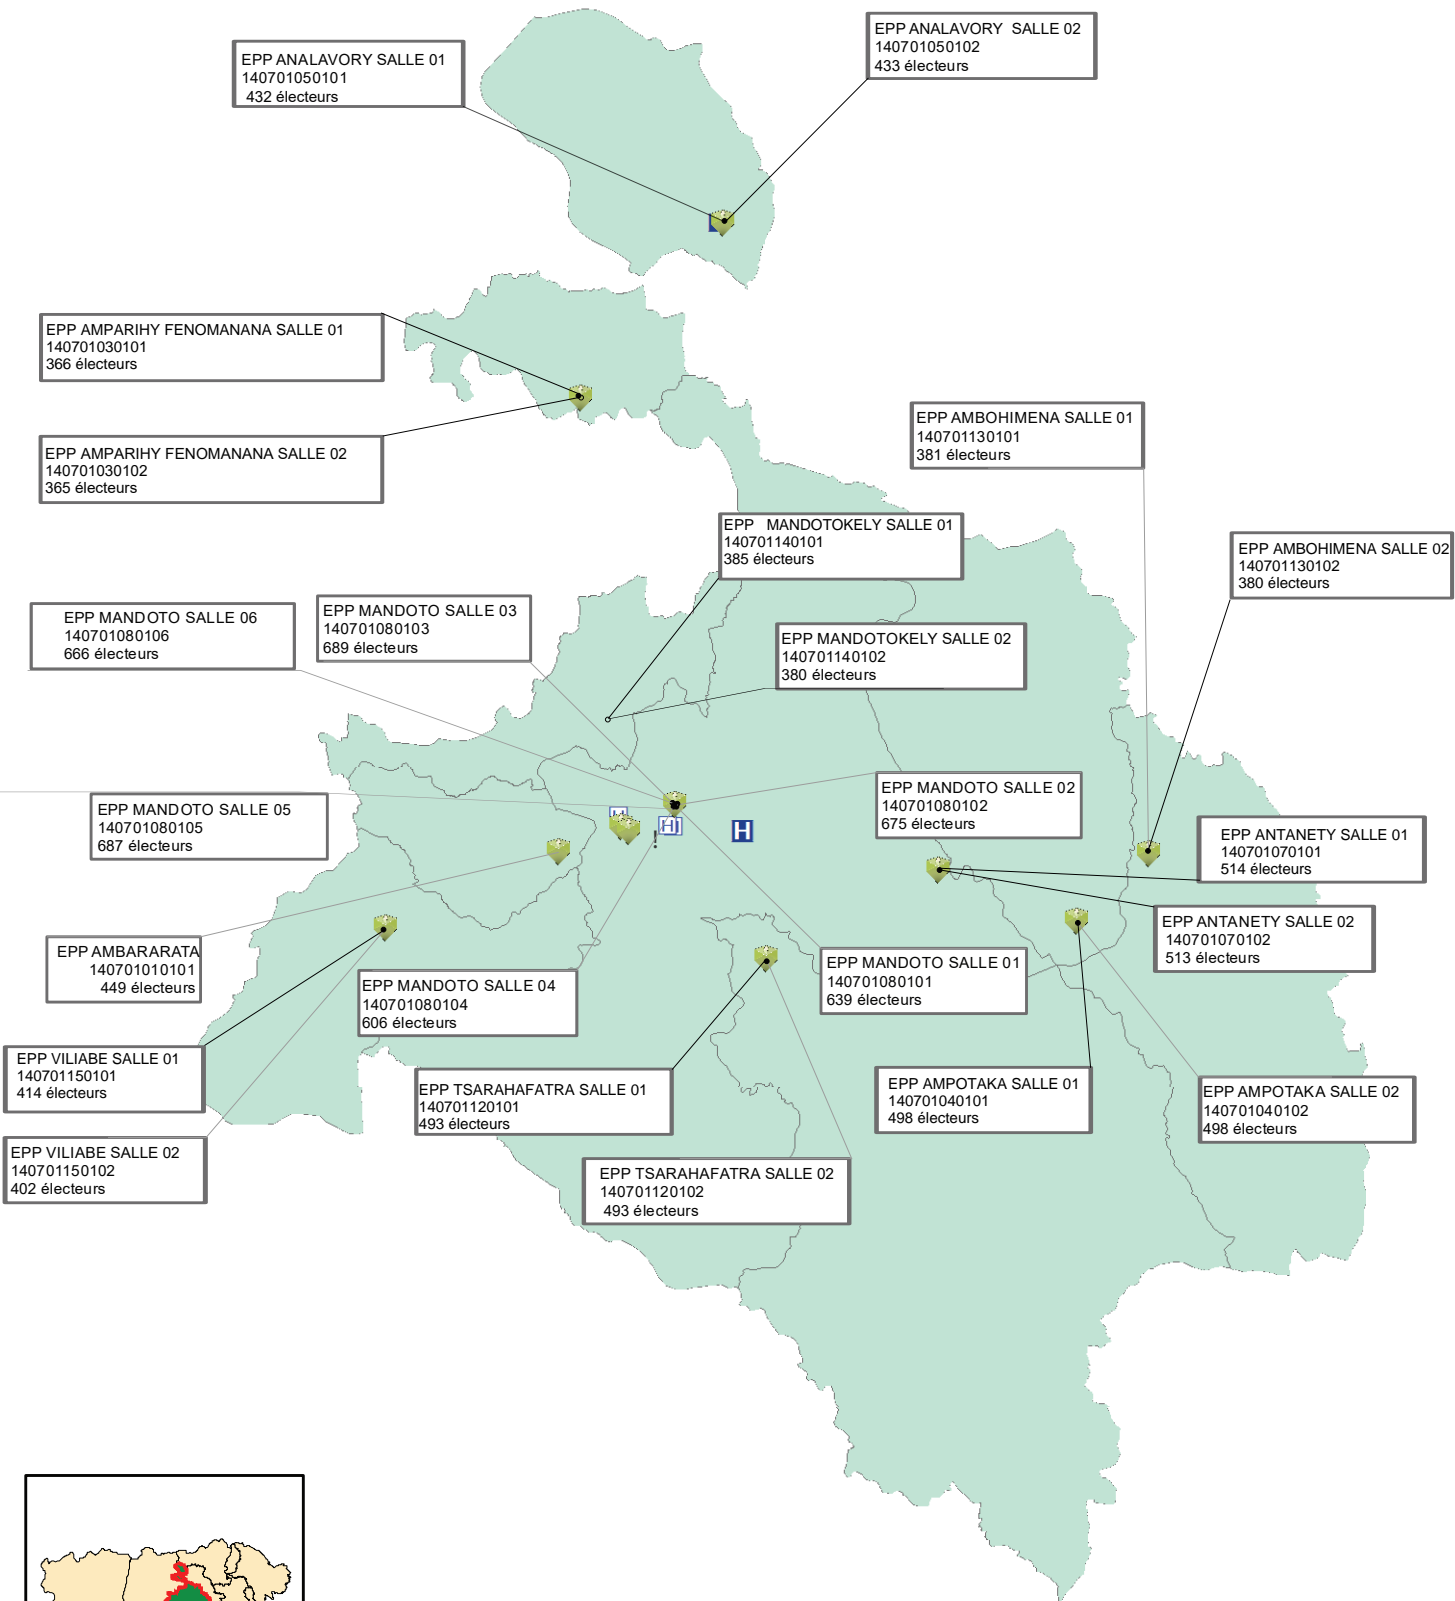 EPP ANALAVORY SALLE 01
140701050101
432 électeurs
EPP ANALAVORY SALLE 02
140701050102
433 électeurs
EPP AMPARIHY FENOMANANA SALLE 01
140701030101
366 électeurs
EPP AMPARIHY FENOMANANA SALLE 02
140701030102
365 électeurs
EPP AMBOHIMENA SALLE 01
140701130101
381 électeurs
EPP MANDOTOKELY SALLE 01
140701140101
385 électeurs
EPP AMBOHIMENA SALLE 02
140701130102
380 électeurs
EPP MANDOTO SALLE 06
140701080106
666 électeurs
EPP MANDOTO SALLE 03
140701080103
689 électeurs
EPP MANDOTOKELY SALLE 02
140701140102
380 électeurs
EPP MANDOTO SALLE 02
140701080102
675 électeurs
EPP MANDOTO SALLE 05
140701080105
687 électeurs
H
H
H
!
EPP ANTANETY SALLE 01
140701070101
514 électeurs
EPP ANTANETY SALLE 02
140701070102
513 électeurs
EPP AMBARARATA
140701010101
449 électeurs
EPP MANDOTO SALLE 04
140701080104
606 électeurs
EPP MANDOTO SALLE 01
140701080101
639 électeurs
EPP VILIABE SALLE 01
140701150101
414 électeurs
EPP TSARAHAFATRA SALLE 01
140701120101
493 électeurs
EPP AMPOTAKA SALLE 01
140701040101
498 électeurs
EPP AMPOTAKA SALLE 02
140701040102
498 électeurs
EPP VILIABE SALLE 02
140701150102
402 électeurs
EPP TSARAHAFATRA SALLE 02
140701120102
493 électeurs